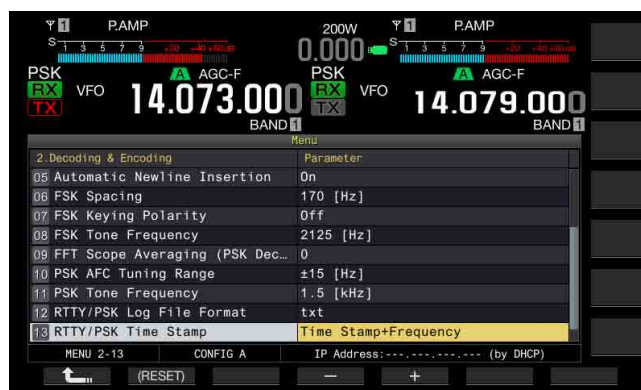 1 P.AMP 200W 1 P.AMP
S 1 3 5 7 9 +20 +40 +60dB 0.000 S 1 3 5 7 9 +20 +40 +60dB
PSK A AGC-F PSK A AGC-F
RX VFO 14.073.000 RX VFO 14.079.000
TX TX
BAND 1 BAND 1
Menu
2.Decoding & Encoding Parameter
05 Automatic Newline Insertion On
06 FSK Spacing 170 [Hz]
07 FSK Keying Polarity Off
08 FSK Tone Frequency 2125 [Hz]
09 FFT Scope Averaging (PSK Dec… 0
10 PSK AFC Tuning Range ±15 [Hz]
11 PSK Tone Frequency 1.5 [kHz]
12 RTTY/PSK Log File Format txt
13 RTTY/PSK Time Stamp Time Stamp+Frequency
MENU 2-13 CONFIG A IP Address:---.---.---.--- (by DHCP)
(RESET) − +